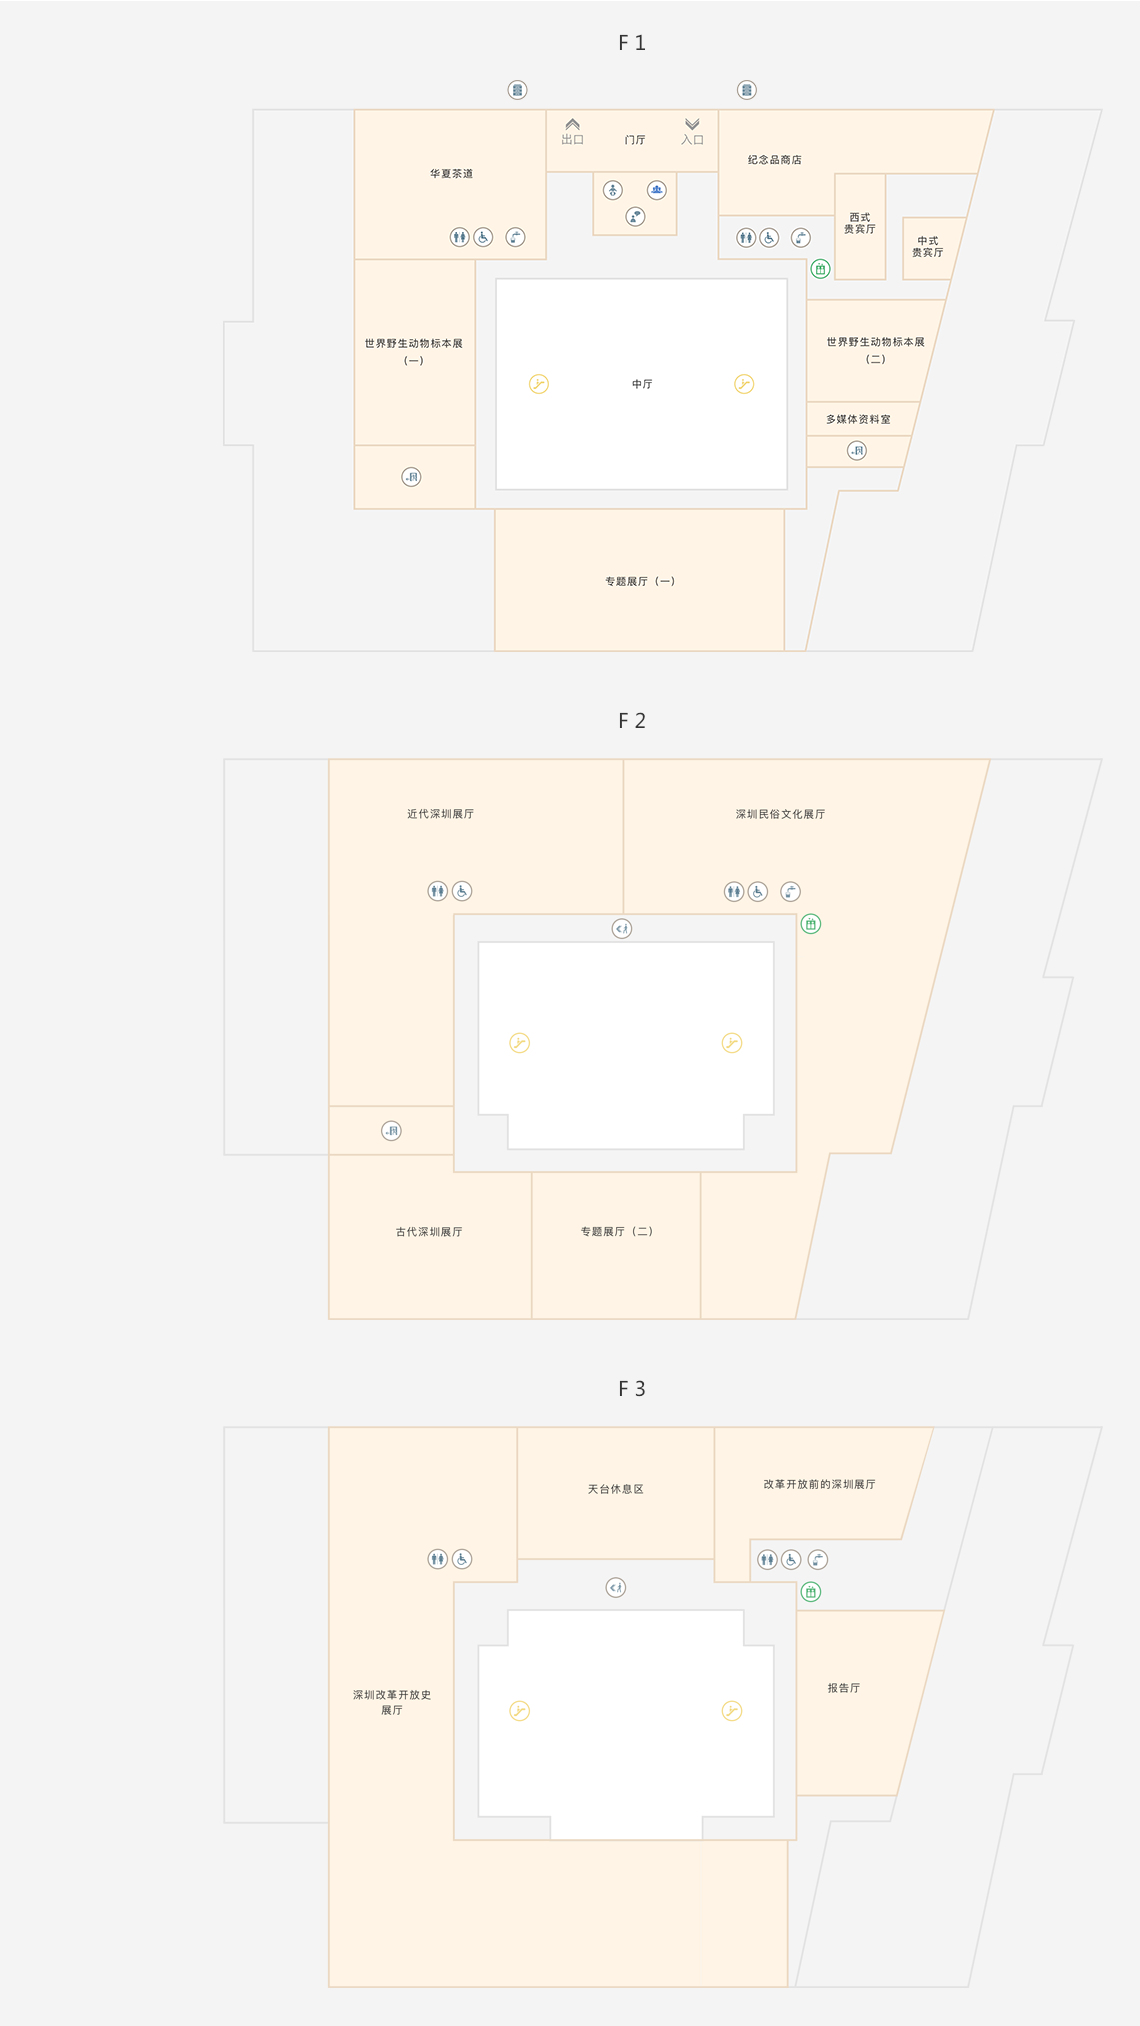 F 1
出口
门厅
入口
华夏茶道
纪念品商店
西式
贵宾厅
中式
贵宾厅
世界野生动物标本展
(一)
中厅
世界野生动物标本展
(二)
多媒体资料室
专题展厅（一）
F 2
近代深圳展厅
深圳民俗文化展厅
古代深圳展厅
专题展厅（二）
F 3
天台休息区
改革开放前的深圳展厅
深圳改革开放史
展厅
报告厅